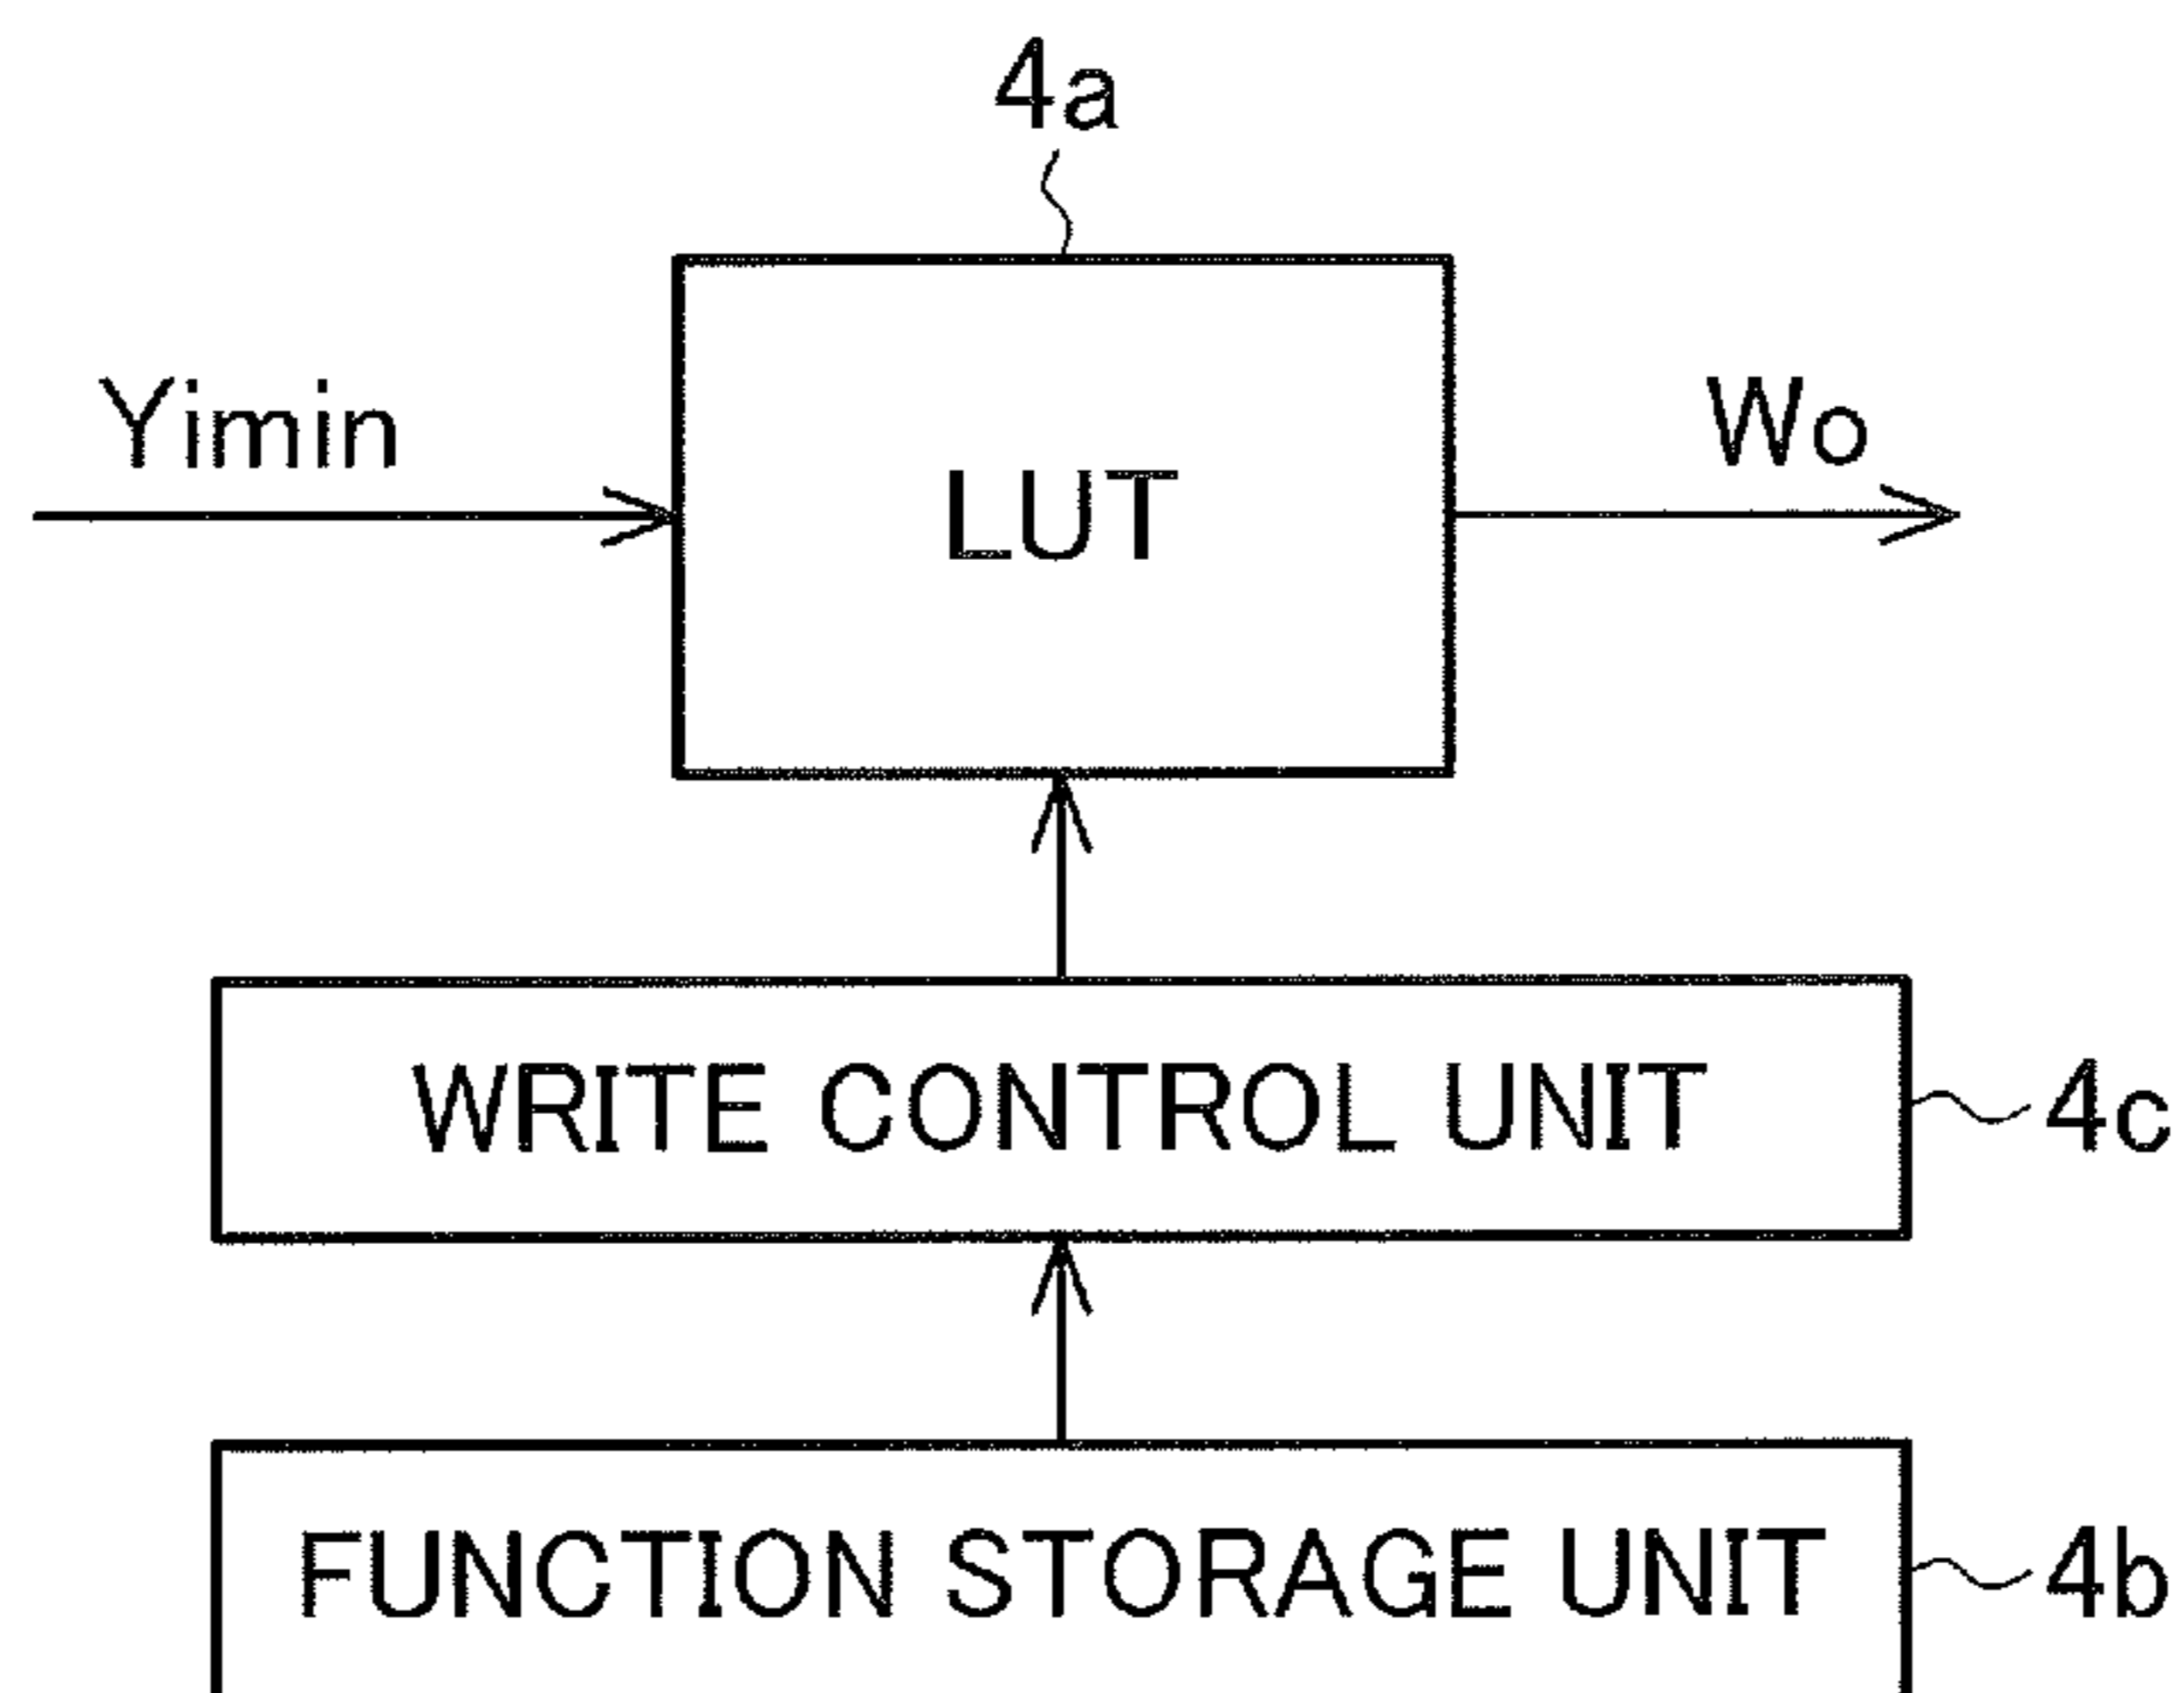 4a
Yimin
LUT
Wo
WRITE CONTROL UNIT
4c
FUNCTION STORAGE UNIT
4b